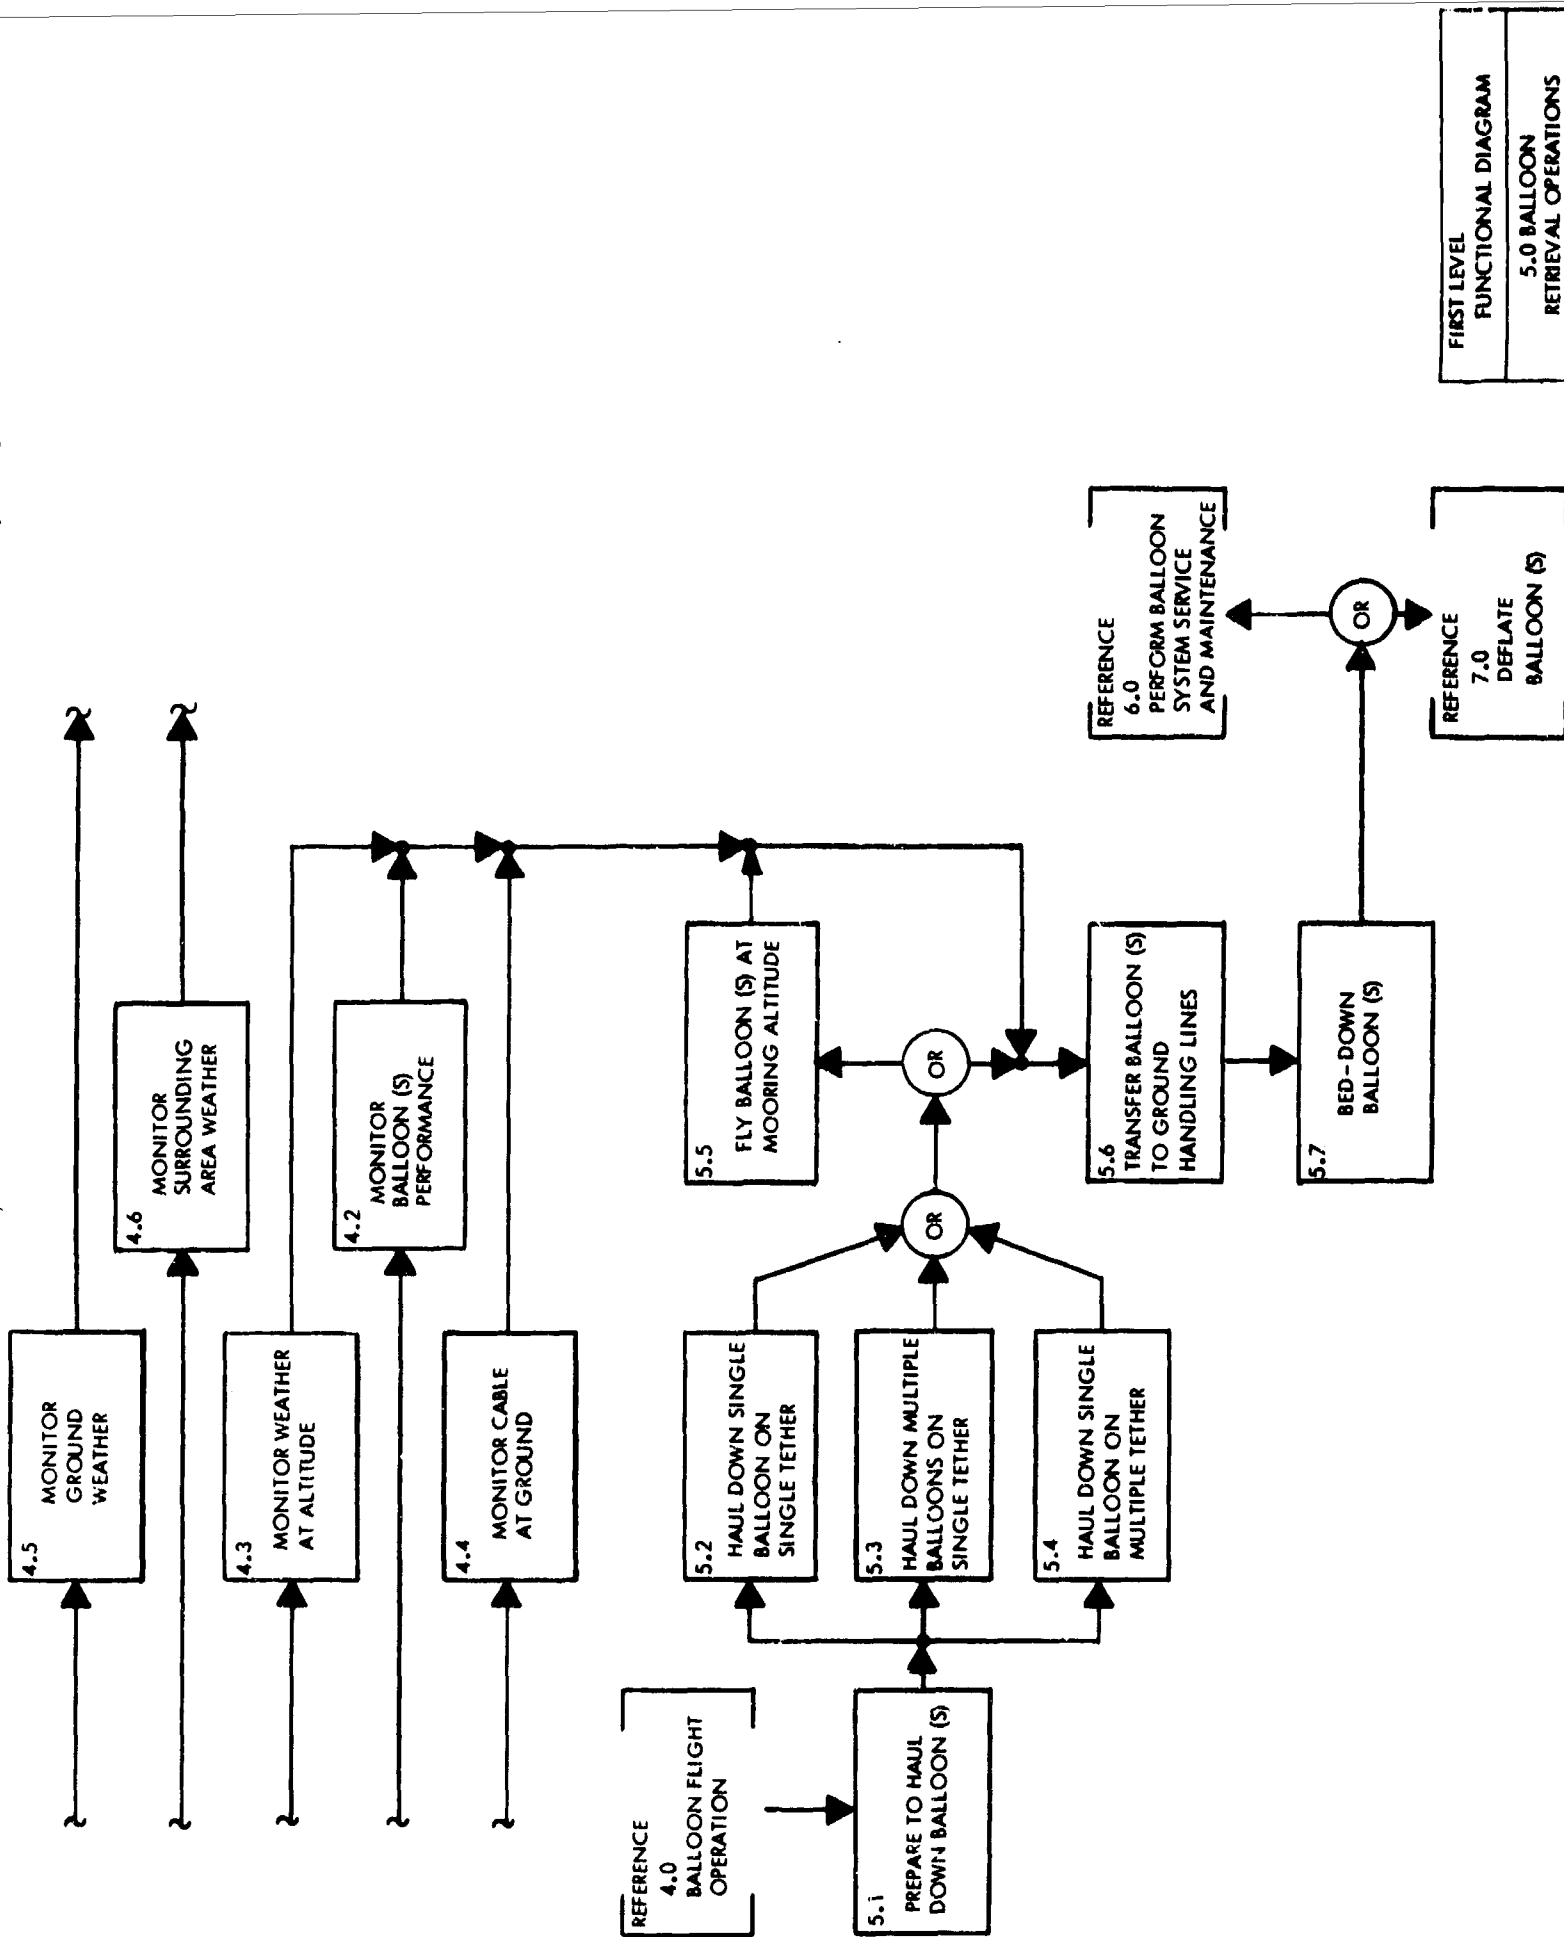 4.5
MONITOR
GROUND
WEATHER
4.6
MONITOR
SURROUNDING
AREA WEATHER
4.3
MONITOR WEATHER
AT ALTITUDE
4.2
MONITOR
BALLOON (S)
PERFORMANCE
4.4
MONITOR CABLE
AT GROUND
REFERENCE
4.0
BALLOON FLIGHT
OPERATION
5.1
PREPARE TO HAUL
DOWN BALLOON (S)
5.2
HAUL DOWN SINGLE
BALLOON ON
SINGLE TETHER
5.3
HAUL DOWN MULTIPLE
BALLOONS ON
SINGLE TETHER
5.4
HAUL DOWN SINGLE
BALLOON ON
MULTIPLE TETHER
OR
OR
5.5
FLY BALLOON (S) AT
MOORING ALTITUDE
5.6
TRANSFER BALLOON (S)
TO GROUND
HANDLING LINES
5.7
BED-DOWN
BALLOON (S)
OR
REFERENCE
6.0
PERFORM BALLOON
SYSTEM SERVICE
AND MAINTENANCE
REFERENCE
7.0
DEFLATE
BALLOON (S)
FIRST LEVEL
FUNCTIONAL DIAGRAM
5.0 BALLOON
RETRIEVAL OPERATIONS